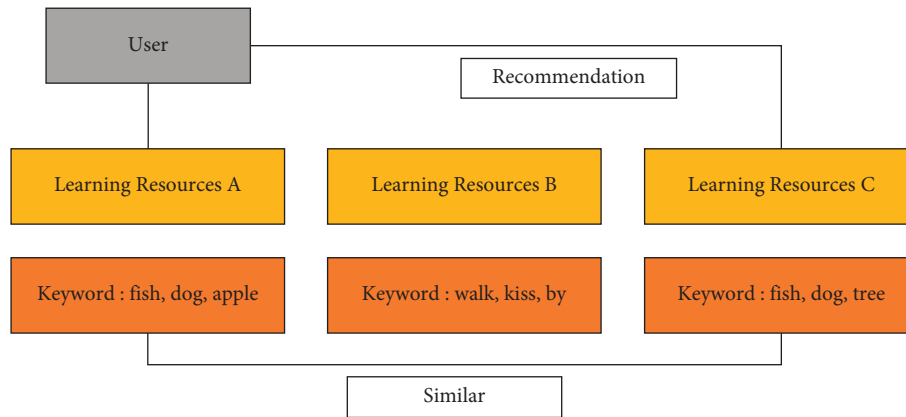 User
Recommendation
Learning Resources A
Learning Resources B
Learning Resources C
Keyword : fish, dog, apple
Keyword : walk, kiss, by
Keyword : fish, dog, tree
Similar